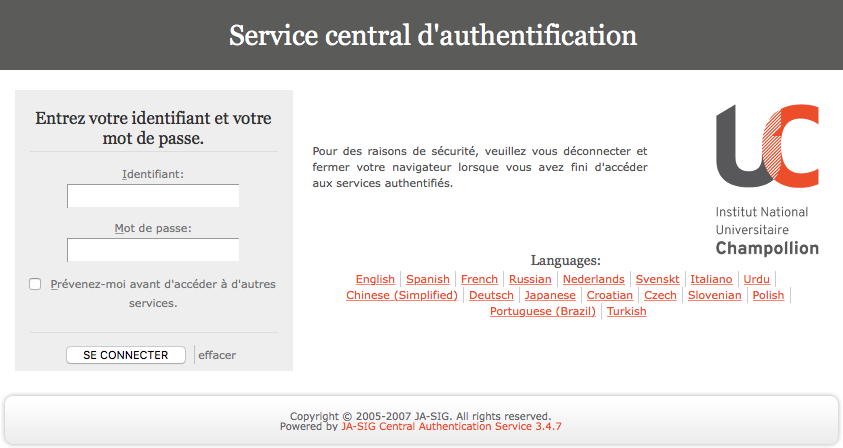 Service central d'authentification
Entrez votre identifiant et votre
mot de passe.
Identifiant:
Mot de passe:
Prévenez-moi avant d'accéder à d'autres
services.
SE CONNECTER
effacer
Pour des raisons de sécurité, veuillez vous déconnecter et
fermer votre navigateur lorsque vous avez fini d'accéder
aux services authentifiés.
UC
Institut National
Universitaire
Champollion
Languages:
English Spanish French Russian Nederlands Svenskt Italiano Urdu
Chinese (Simplified) Deutsch Japanese Croatian Czech Slovenian Polish
Portuguese (Brazil) Turkish
Copyright © 2005-2007 JA-SIG. All rights reserved.
Powered by JA-SIG Central Authentication Service 3.4.7